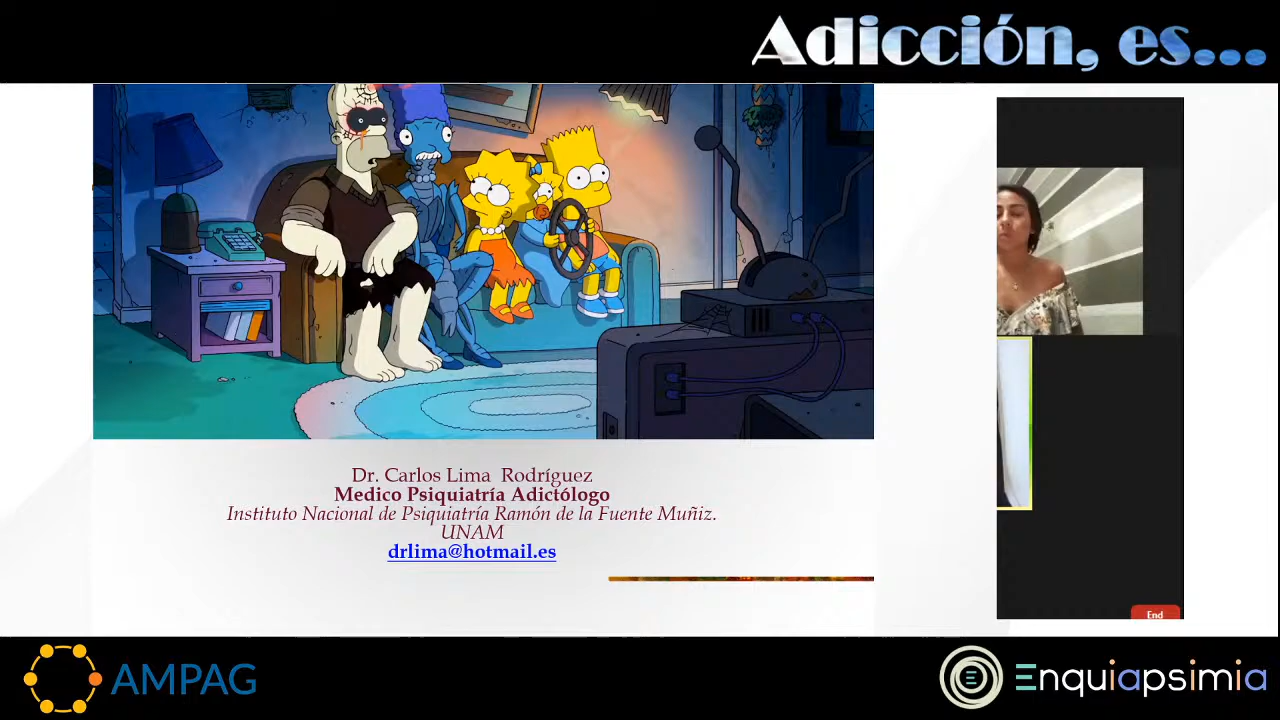 Adicción, es...
Dr. Carlos Lima Rodríguez
Medico Psiquiatría Adictólogo
Instituto Nacional de Psiquiatría Ramón de la Fuente Muñiz.
UNAM
drlima@hotmail.es
End
AMPAG
Enquiapsimia